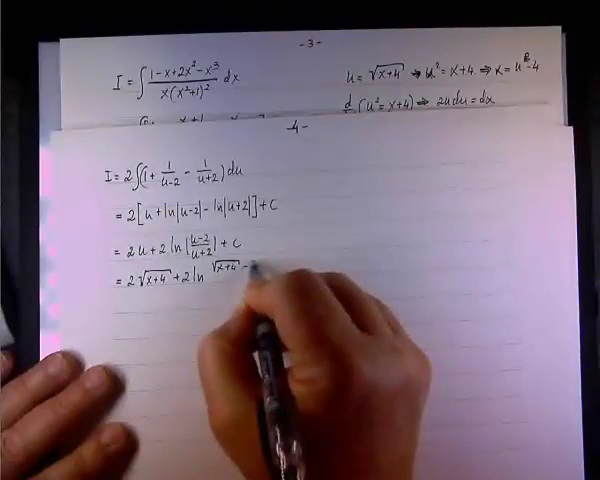 -3-
I = ∫ 1-x+2x²-x³ / x(x²+1)² dx
u = √x+4 ⇒ u² = x+4 ⇒ x = u²-4
d (u² = x+4) ⇒ 2u du = dx
-4-
I = 2∫(1 + 1/u-2 - 1/u+2) du
= 2[u + ln|u-2| - ln|u+2|] + C
= 2u + 2 ln|u-2/u+2| + C
= 2√x+4 + 2 ln √x+4 -